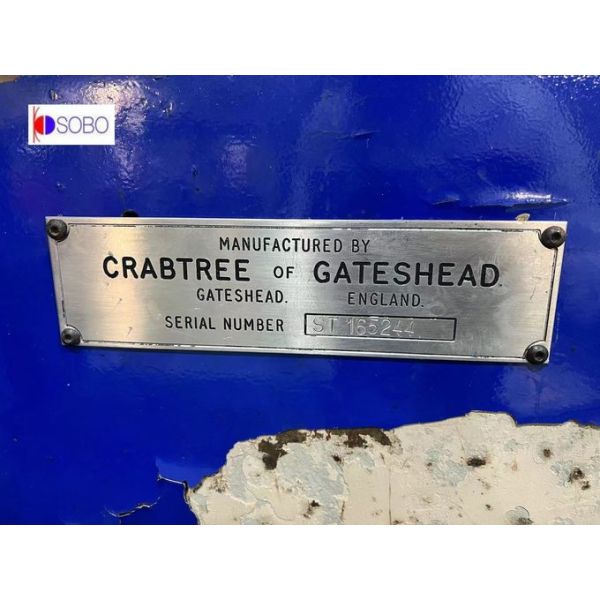 SOBO
MANUFACTURED BY
CRABTREE OF GATESHEAD.
GATESHEAD. ENGLAND.
SERIAL NUMBER ST 165244